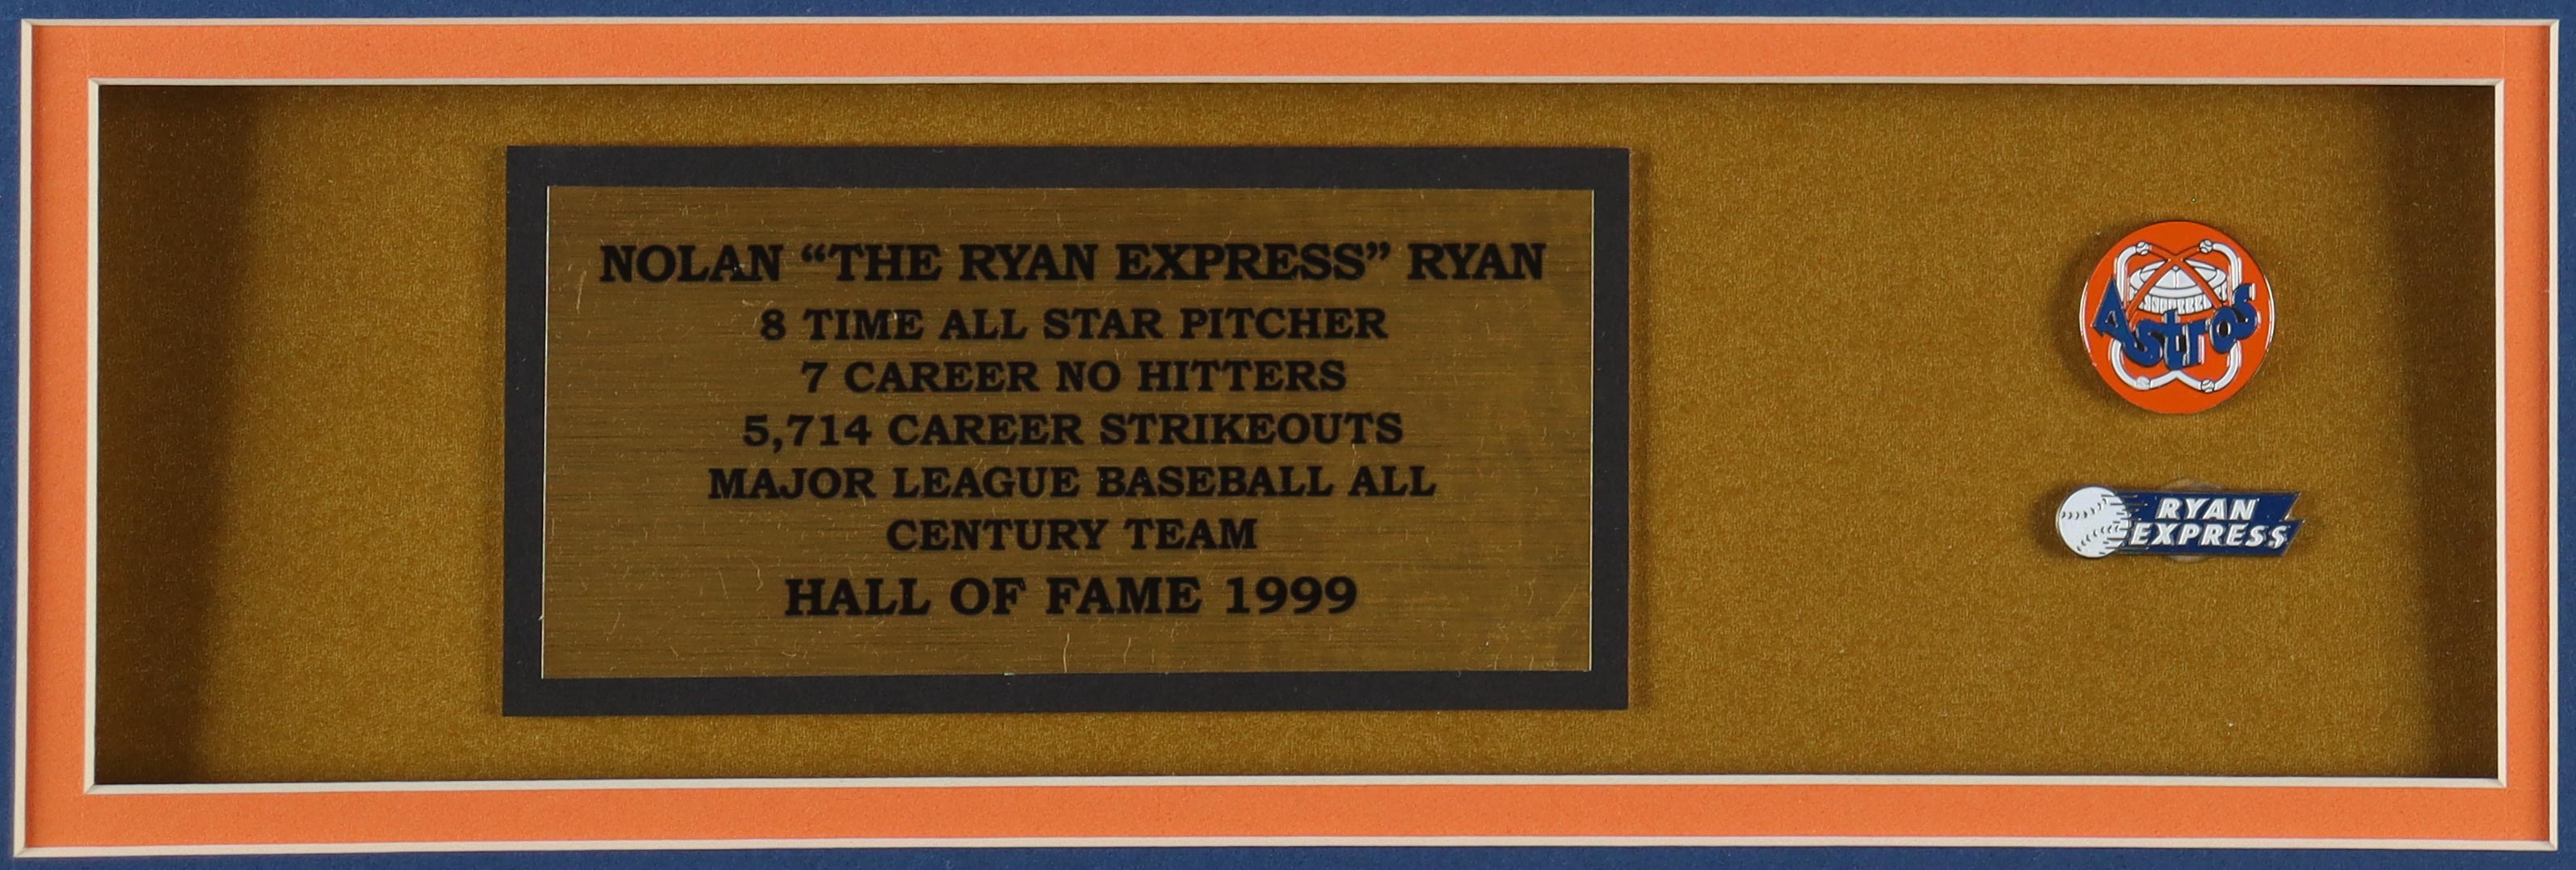 NOLAN “THE RYAN EXPRESS” RYAN
8 TIME ALL STAR PITCHER
7 CAREER NO HITTERS
5,714 CAREER STRIKEOUTS
MAJOR LEAGUE BASEBALL ALL
CENTURY TEAM
HALL OF FAME 1999
Astros
RYAN
EXPRESS